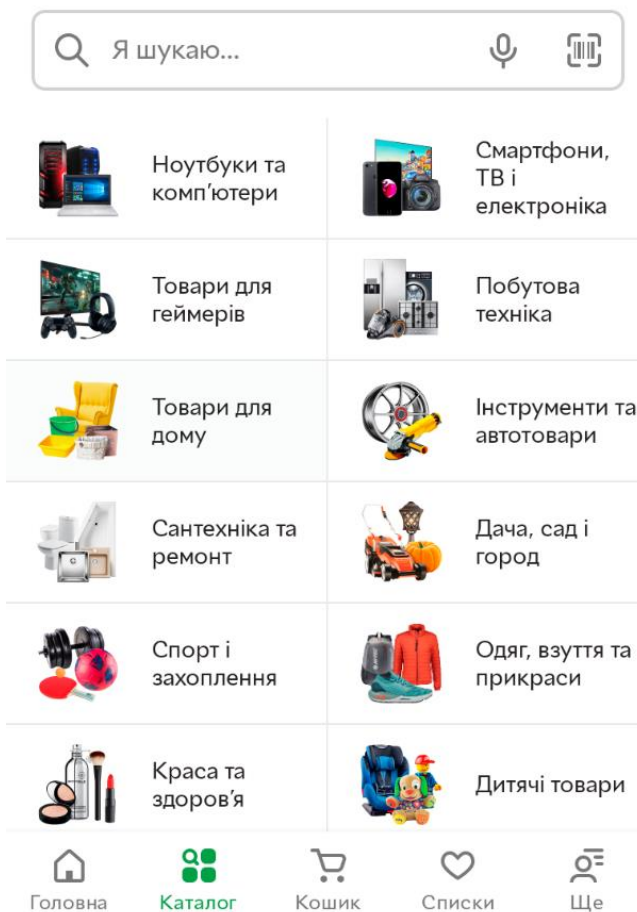 Я шукаю...
Ноутбуки та
комп'ютери
Смартфони,
ТВ і
електроніка
Товари для
геймерів
Побутова
техніка
Товари для
дому
Інструменти та
автотовари
Сантехніка та
ремонт
Дача, сад і
город
Спорт і
захоплення
Одяг, взуття та
прикраси
Краса та
здоров'я
Дитячі товари
Головна
Каталог
Кошик
Списки
Ще